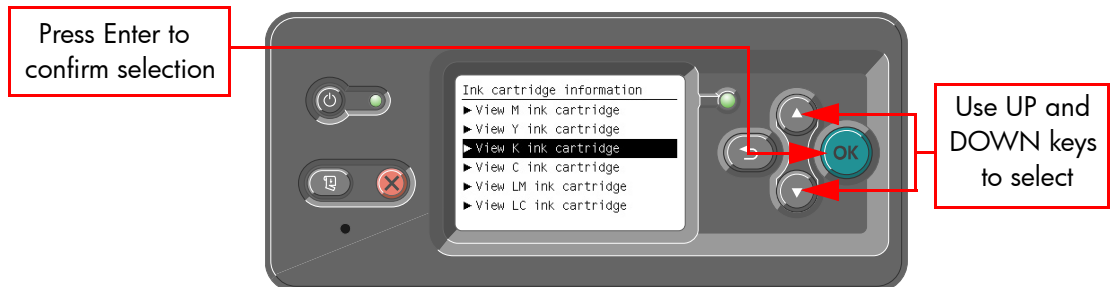 Press Enter to
confirm selection
Ink cartridge information
▶ View M ink cartridge
▶ View Y ink cartridge
▶ View K ink cartridge
▶ View C ink cartridge
▶ View LM ink cartridge
▶ View LC ink cartridge
OK
Use UP and
DOWN keys
to select